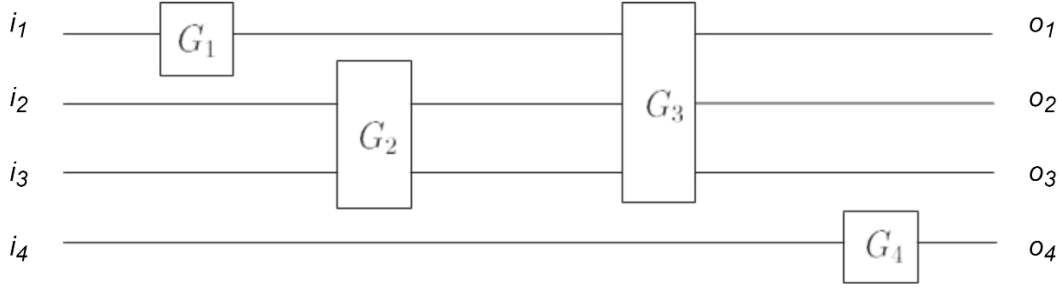 i₁ G₁ o₁
i₂ G₂ G₃ o₂
i₃ o₃
i₄ G₄ o₄